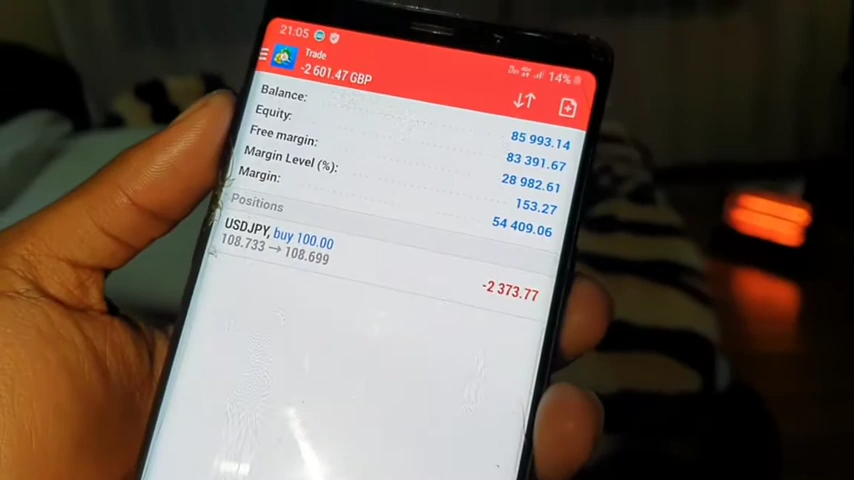 21:05 14%
Trade
-2 601.47 GBP
Balance: 85 993.14
Equity: 83 391.67
Free margin: 28 982.61
Margin Level (%): 153.27
Margin: 54 409.06
Positions
USDJPY, buy 100.00
108.733 → 108.699 -2 373.77